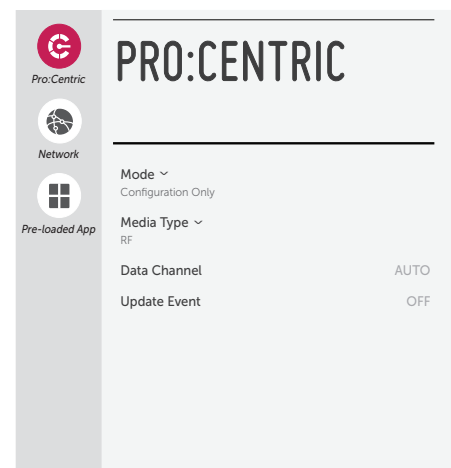 Pro:Centric
Network
Pre-loaded App
PRO:CENTRIC
Mode
Configuration Only
Media Type
RF
Data Channel AUTO
Update Event OFF